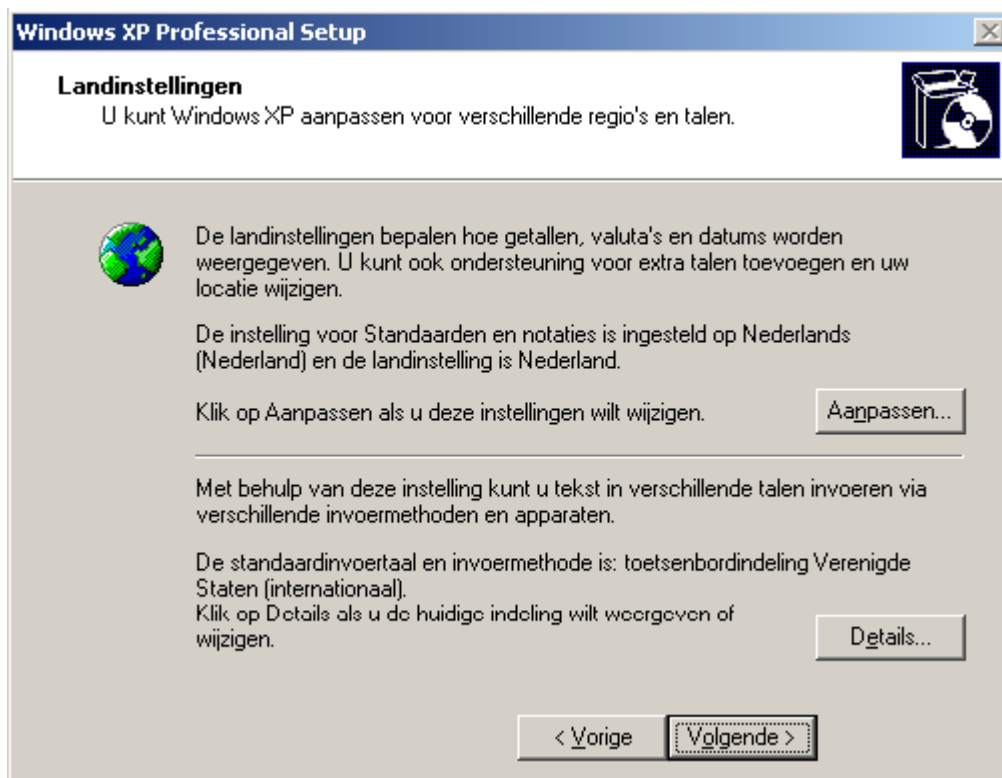 Windows XP Professional Setup
Landinstellingen
U kunt Windows XP aanpassen voor verschillende regio's en talen.
De landinstellingen bepalen hoe getallen, valuta's en datums worden
weergegeven. U kunt ook ondersteuning voor extra talen toevoegen en uw
locatie wijzigen.
De instelling voor Standaarden en notaties is ingesteld op Nederlands
(Nederland) en de landinstelling is Nederland.
Klik op Aanpassen als u deze instellingen wilt wijzigen.
Aanpassen...
Met behulp van deze instelling kunt u tekst in verschillende talen invoeren via
verschillende invoermethoden en apparaten.
De standaardinvoertaal en invoermethode is: toetsenbordindeling Verenigde
Staten (internationaal).
Klik op Details als u de huidige indeling wilt weergeven of
wijzigen.
Details...
< Vorige
Volgende >